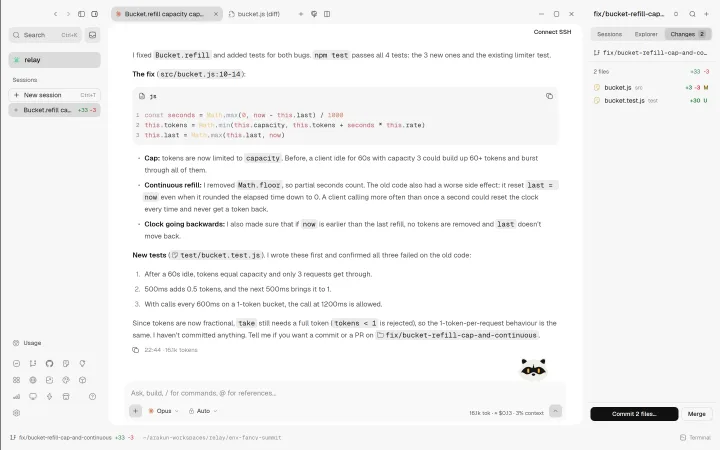 Bucket.refill capacity cap...
bucket.js (diff)
fix/bucket-refill-cap...
Search Ctrl+K
Connect SSH
Sessions Explorer Changes 2
relay
fix/bucket-refill-cap-and-co...
Sessions
New session Ctrl+T
Bucket.refill ca... +33 -3
2 files +33 -3
bucket.js src +3 -3 M
bucket.test.js test +30 U
I fixed Bucket.refill and added tests for both bugs. npm test passes all 4 tests: the 3 new ones and the existing limiter test.
The fix (src/bucket.js:10-14):
js
1 const seconds = Math.max(0, now - this.last) / 1000
2 this.tokens = Math.min(this.capacity, this.tokens + seconds * this.rate)
3 this.last = Math.max(this.last, now)
• Cap: tokens are now limited to capacity. Before, a client idle for 60s with capacity 3 could build up 60+ tokens and burst
through all of them.
• Continuous refill: I removed Math.floor, so partial seconds count. The old code also had a worse side effect: it reset last =
now even when it rounded the elapsed time down to 0. A client calling more often than once a second could reset the clock
every time and never get a token back.
• Clock going backwards: I also made sure that if now is earlier than the last refill, no tokens are removed and last doesn't
move back.
New tests (test/bucket.test.js). I wrote these first and confirmed all three failed on the old code:
1. After a 60s idle, tokens equal capacity and only 3 requests get through.
2. 500ms adds 0.5 tokens, and the next 500ms brings it to 1.
3. With calls every 600ms on a 1-token bucket, the call at 1200ms is allowed.
Since tokens are now fractional, take still needs a full token (tokens < 1 is rejected), so the 1-token-per-request behaviour is the
same. I haven't committed anything. Tell me if you want a commit or a PR on fix/bucket-refill-cap-and-continuous.
22:44 · 16.1k tokens
Usage
Ask, build, / for commands, @ for references...
Opus Auto
16.1k tok · ≈ $0.13 · 3% context
Commit 2 files... Merge
fix/bucket-refill-cap-and-continuous +33 -3 ~/arakun-workspaces/relay/env-fancy-summit
Terminal